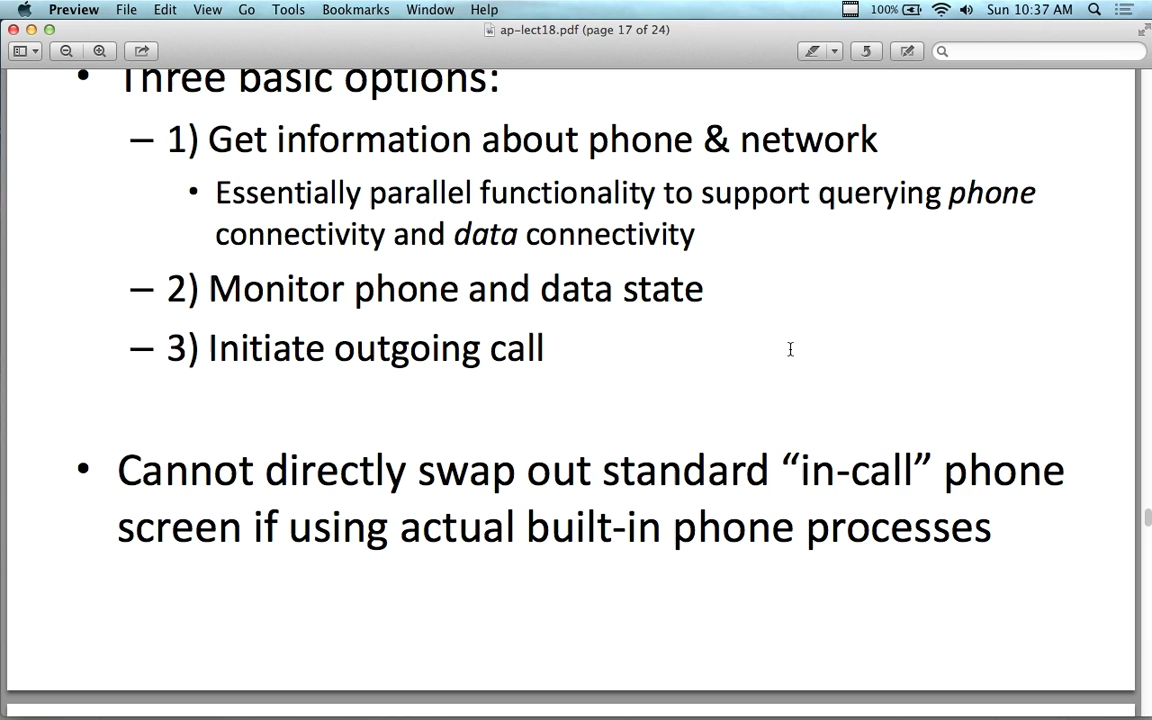 Preview File Edit View Go Tools Bookmarks Window Help 100% Sun 10:37 AM
ap-lect18.pdf (page 17 of 24)
• Three basic options:
– 1) Get information about phone & network
• Essentially parallel functionality to support querying phone
connectivity and data connectivity
– 2) Monitor phone and data state
– 3) Initiate outgoing call
• Cannot directly swap out standard “in-call” phone
screen if using actual built-in phone processes